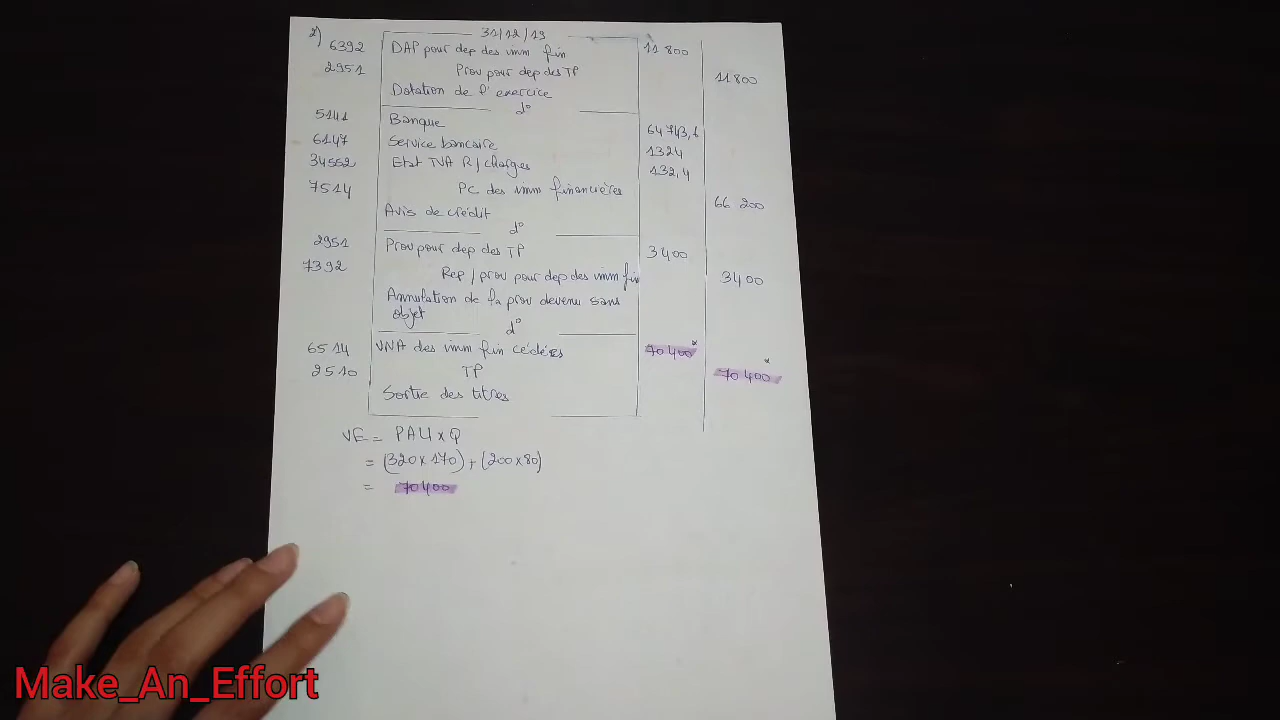 2) 31/12/19
6392 DAP pour dep des imm fin 11 800
2951 Prov pour dep des TP 11 800
Dotation de l'exercice
d°
5141 Banque 64 743,6
6147 Service bancaire 1324
34552 Etat TVA R/charges 132,4
7514 PC des imm financières 66 200
Avis de crédit
d°
2951 Prov pour dep des TP 3400
7392 Rep/prov pour dep des imm fin 3400
Annulation de la prov devenu sans
objet
d°
6514 VNA des imm fin cédées 70 400*
2510 TP 70 400*
Sortie des titres
VE = PAU x Q
= (320 x 170) + (200 x 80)
= 70400
Make_An_Effort